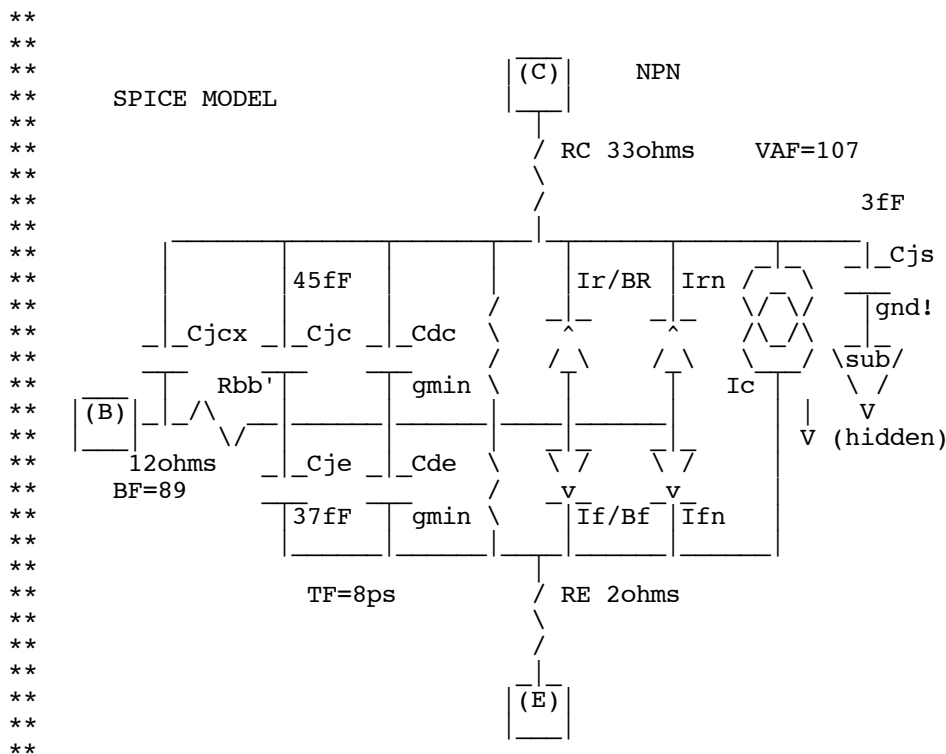 (C) NPN
SPICE MODEL
RC 33ohms VAF=107
3fF
Cjs
45fF Ir/BR Irn
gnd!
Cjcx Cjc Cdc
sub
Rbb' gmin Ic
(B)
V
V (hidden)
12ohms Cje Cde
BF=89
37fF gmin If/Bf Ifn
TF=8ps RE 2ohms
(E)